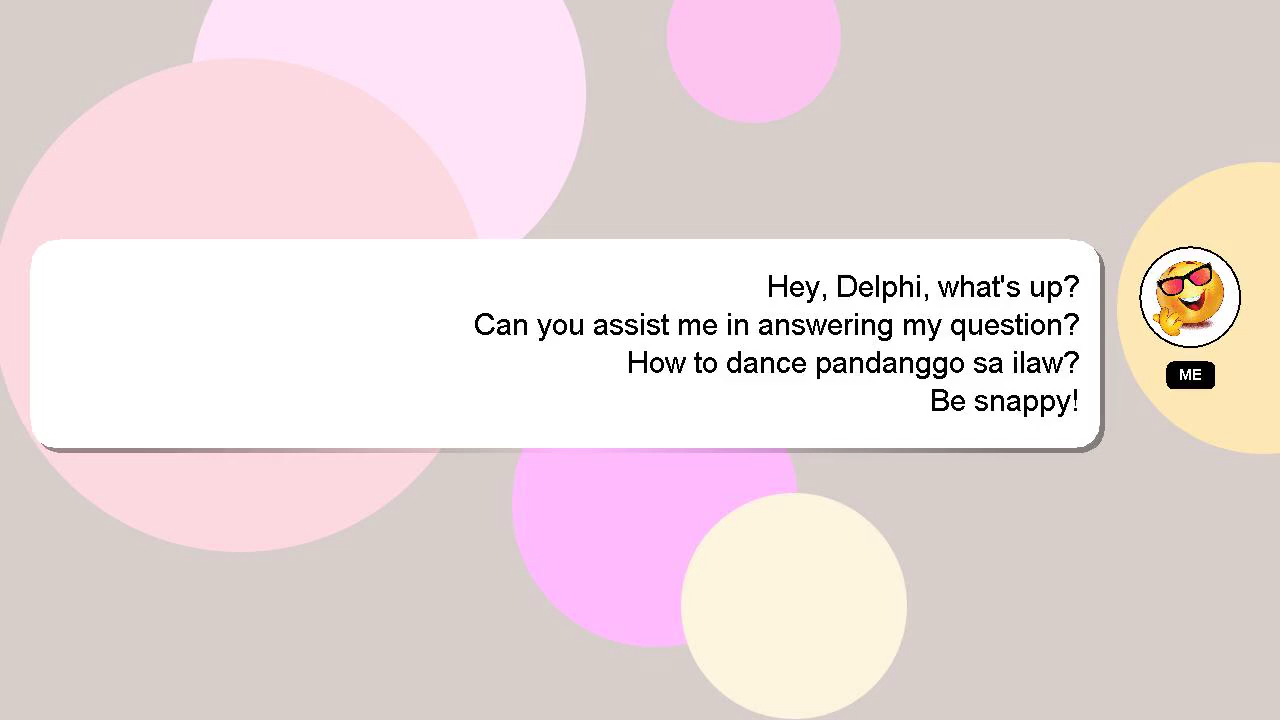 Hey, Delphi, what's up?
Can you assist me in answering my question?
How to dance pandanggo sa ilaw?
Be snappy!
ME